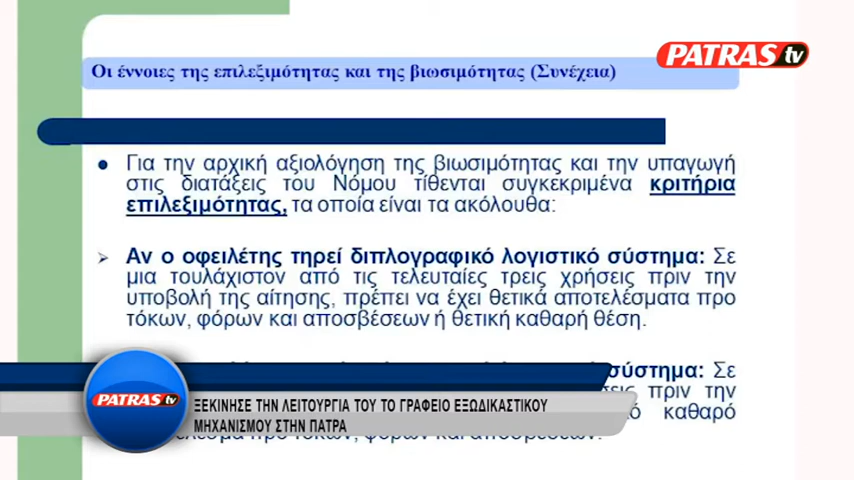 PATRAS tv
Οι έννοιες της επιλεξιμότητας και της βιωσιμότητας (Συνέχεια)
Για την αρχική αξιολόγηση της βιωσιμότητας και την υπαγωγή
στις διατάξεις του Νόμου τίθενται συγκεκριμένα κριτήρια
επιλεξιμότητας, τα οποία είναι τα ακόλουθα:
Αν ο οφειλέτης τηρεί διπλογραφικό λογιστικό σύστημα: Σε
μια τουλάχιστον από τις τελευταίες τρεις χρήσεις πριν την
υποβολή της αίτησης, πρέπει να έχει θετικά αποτελέσματα προ
τόκων, φόρων και αποσβέσεων ή θετική καθαρή θέση.
σύστημα: Σε
πριν την
καθαρό
PATRAS tv
ΞΕΚΙΝΗΣΕ ΤΗΝ ΛΕΙΤΟΥΡΓΙΑ ΤΟΥ ΤΟ ΓΡΑΦΕΙΟ ΕΞΩΔΙΚΑΣΤΙΚΟΥ
ΜΗΧΑΝΙΣΜΟΥ ΣΤΗΝ ΠΑΤΡΑ